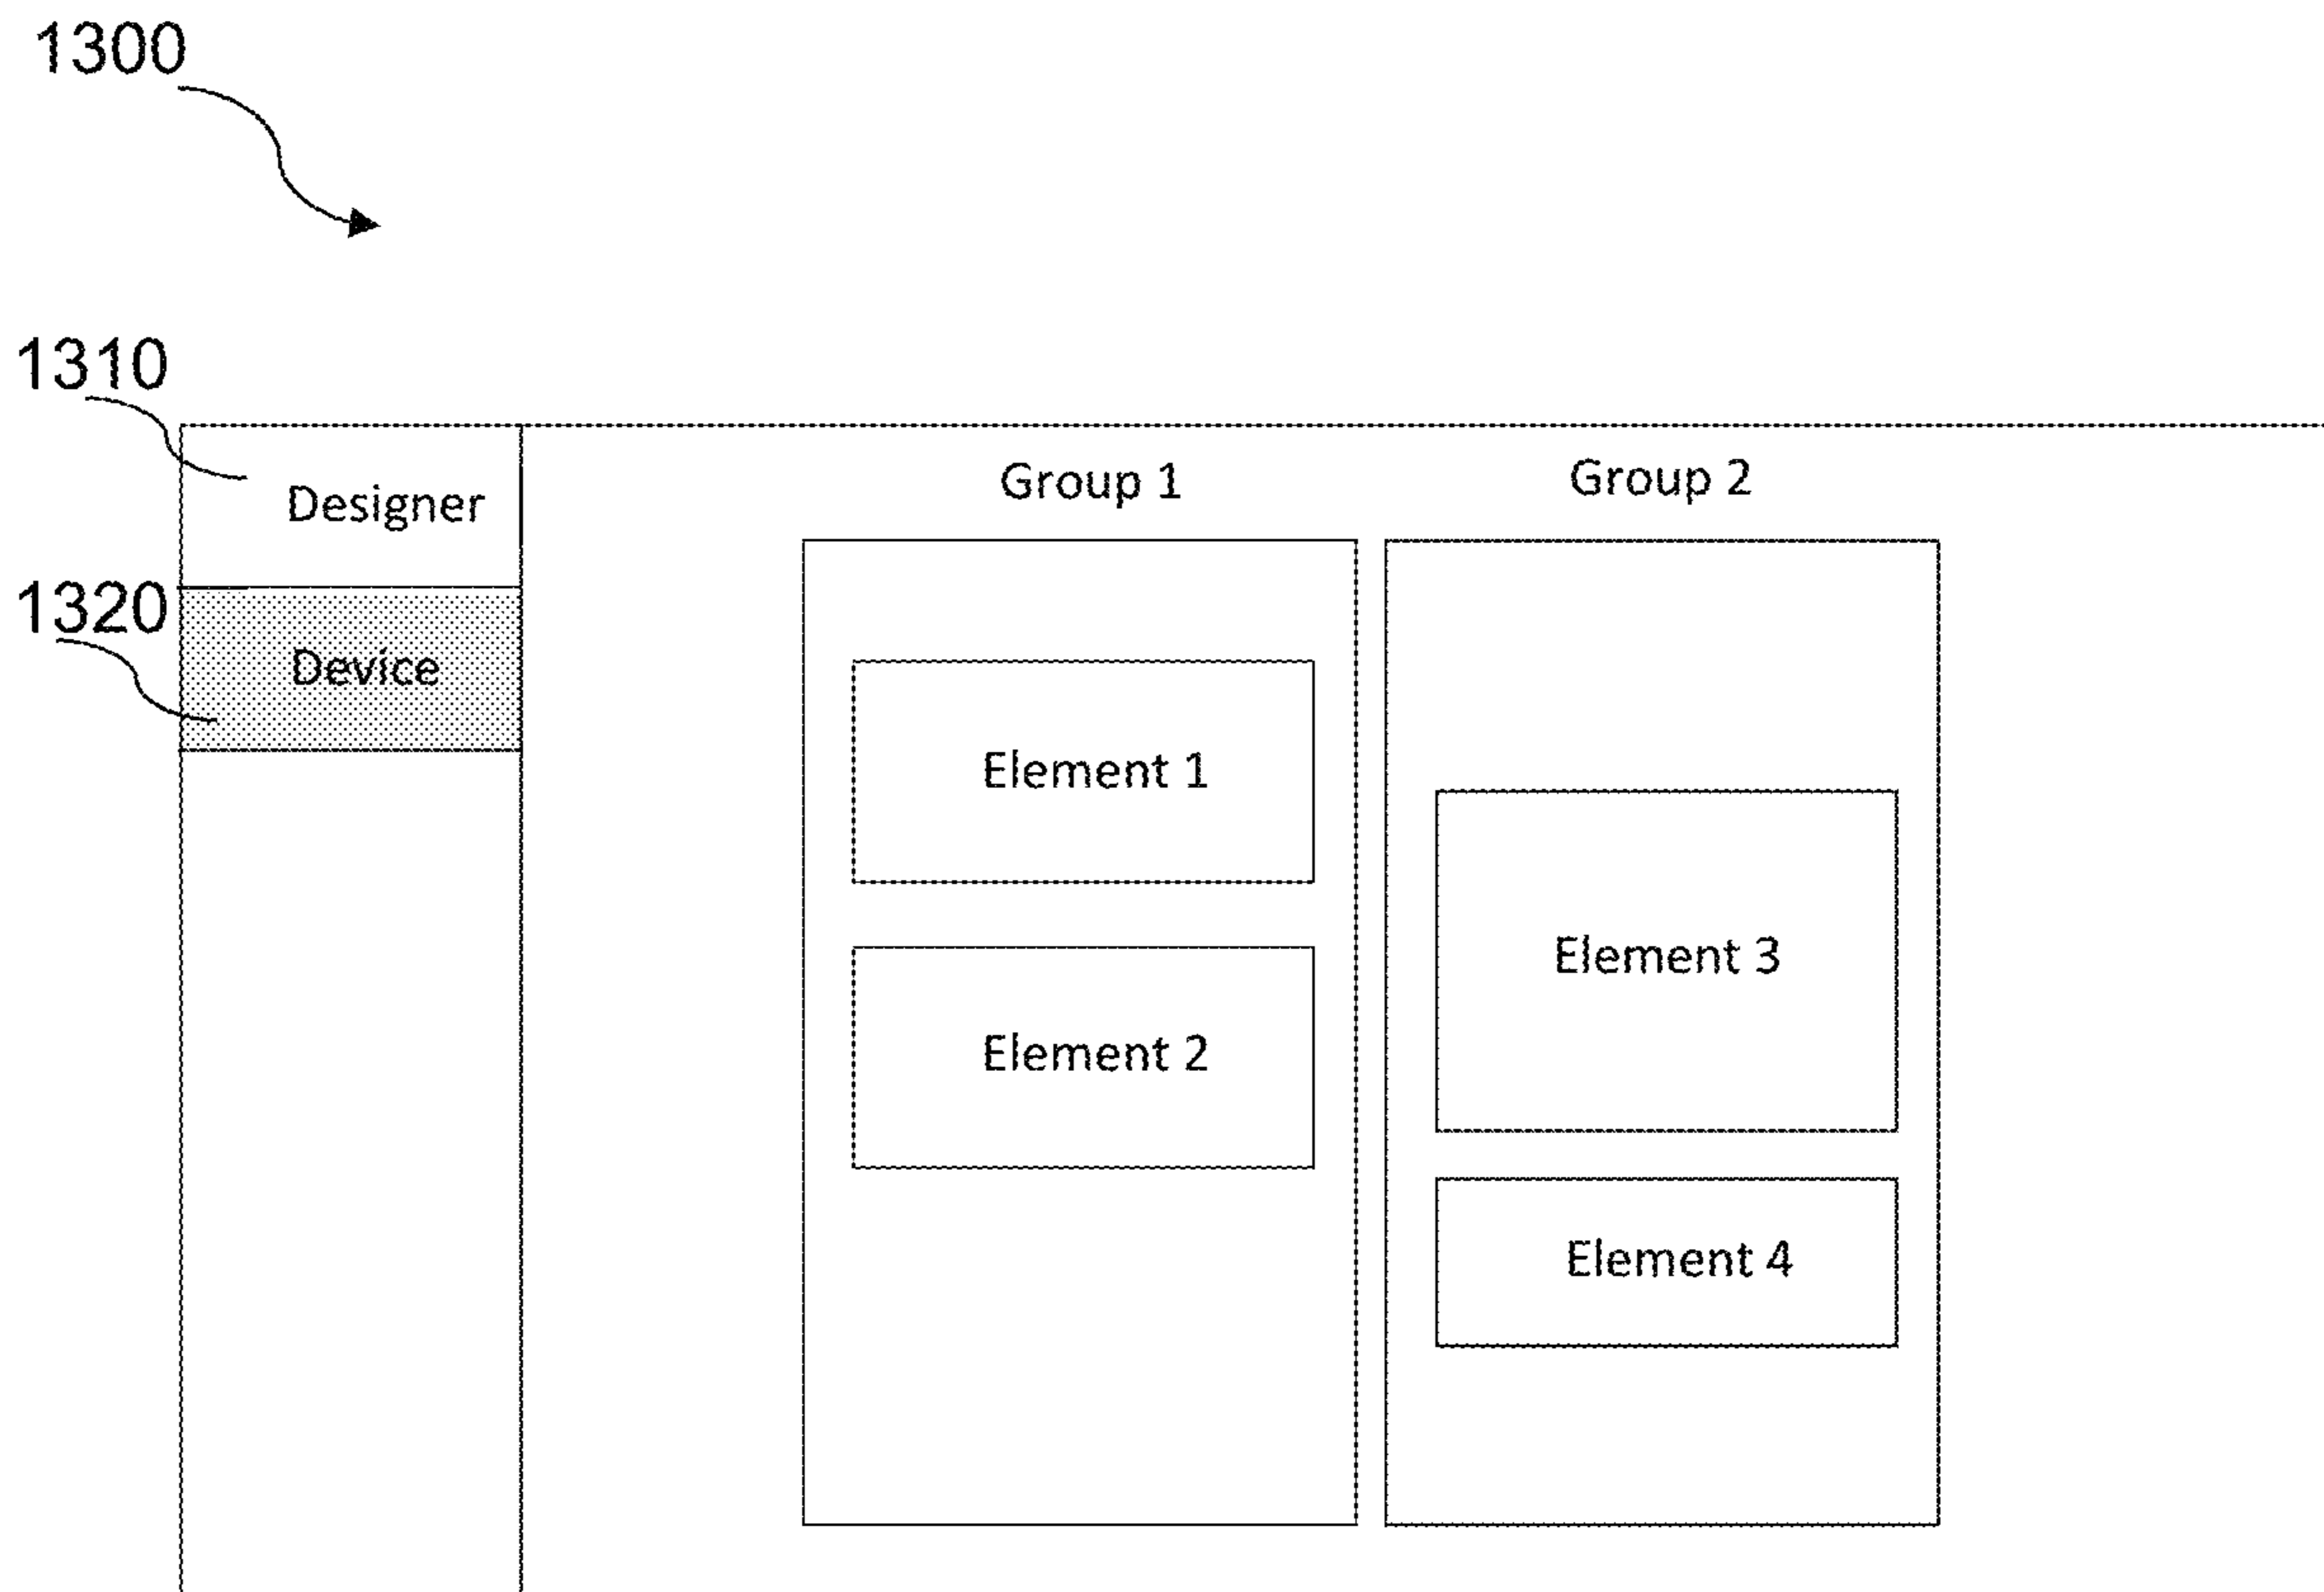 1300
1310
Designer
1320
Device
Group 1
Element 1
Element 2
Group 2
Element 3
Element 4